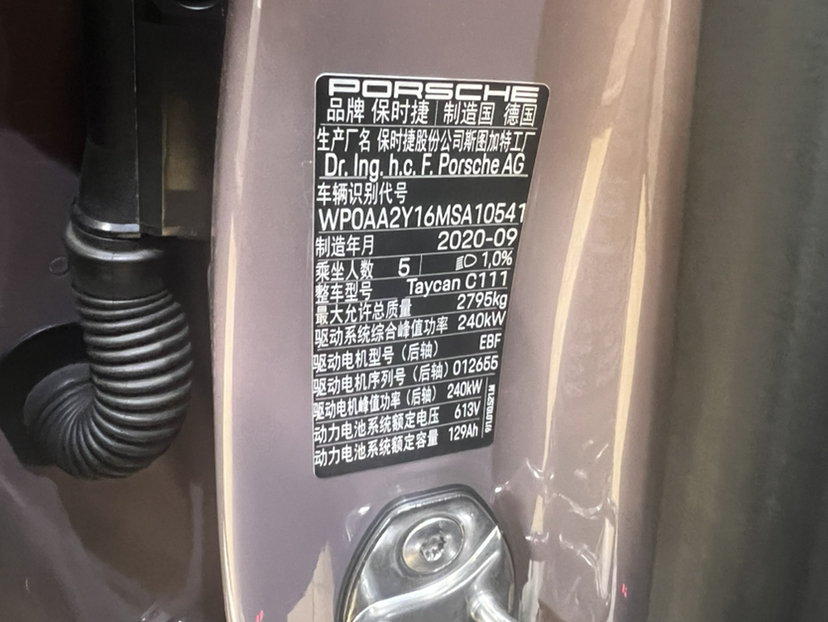 PORSCHE
品牌 保时捷 制造国 德国
生产厂名 保时捷股份公司斯图加特工厂
Dr. Ing. h.c. F. Porsche AG
车辆识别代号
WP0AA2Y16MSA10541
制造年月 2020-09
乘坐人数 5 1,0%
整车型号 Taycan C111
最大允许总质量 2795kg
驱动系统综合峰值功率 240kW
驱动电机型号（后轴） EBF
驱动电机序列号（后轴）012655
驱动电机峰值功率（后轴） 240kW
动力电池系统额定电压 613V
动力电池系统额定容量 129Ah